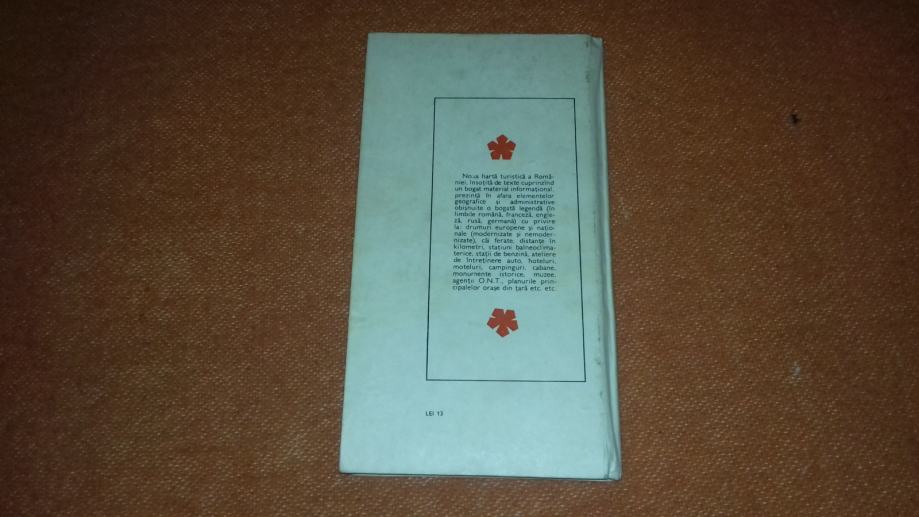 Noua hartă turistică a Româ-
niei, însoțită de texte cuprinzînd
un bogat material informațional,
prezintă în afara elementelor
geografice și administrative
obișnuite o bogată legendă (în
limbile română, franceză, engle-
ză, rusă, germană) cu privire
la: drumuri europene și națio-
nale (modernizate și nemoder-
nizate), căi ferate, distanțe în
kilometri, stațiuni balneoclima-
terice, stații de benzină, ateliere
de întreținere auto, hoteluri,
moteluri, campinguri, cabane,
monumente istorice, muzee,
agenții O.N.T., planurile prin-
cipalelor orașe din țară etc. etc.
LEI 13